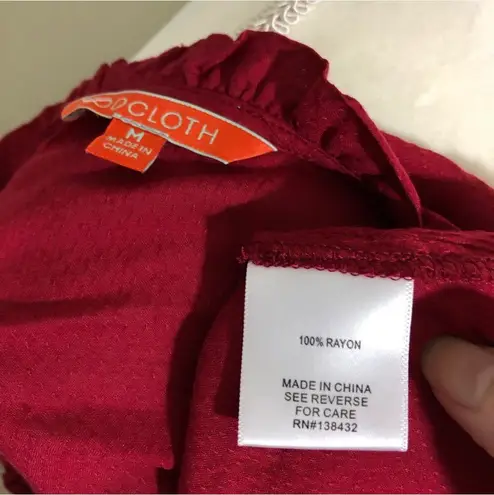 CLOTH
M
MADE IN
CHINA
100% RAYON
MADE IN CHINA
SEE REVERSE
FOR CARE
RN#138432